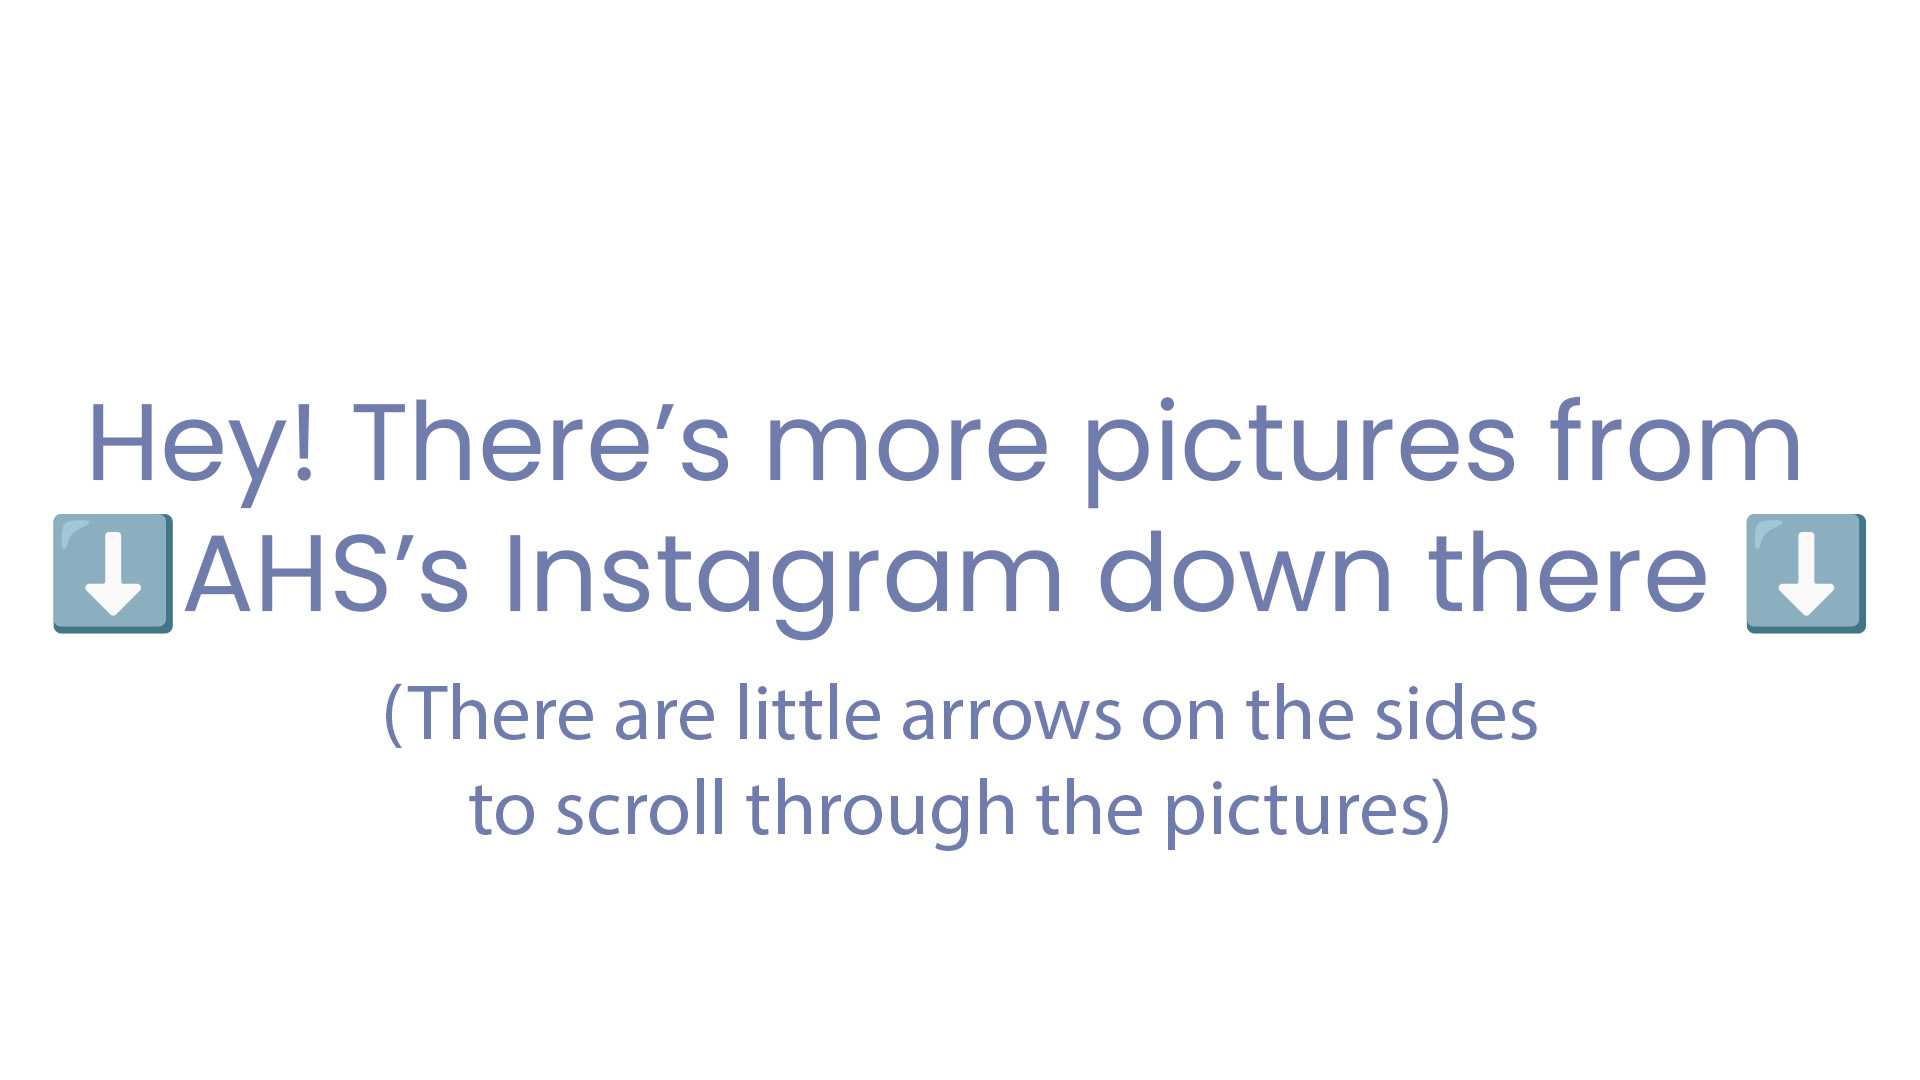 Hey! There’s more pictures from
⬇️AHS’s Instagram down there ⬇️
(There are little arrows on the sides
to scroll through the pictures)